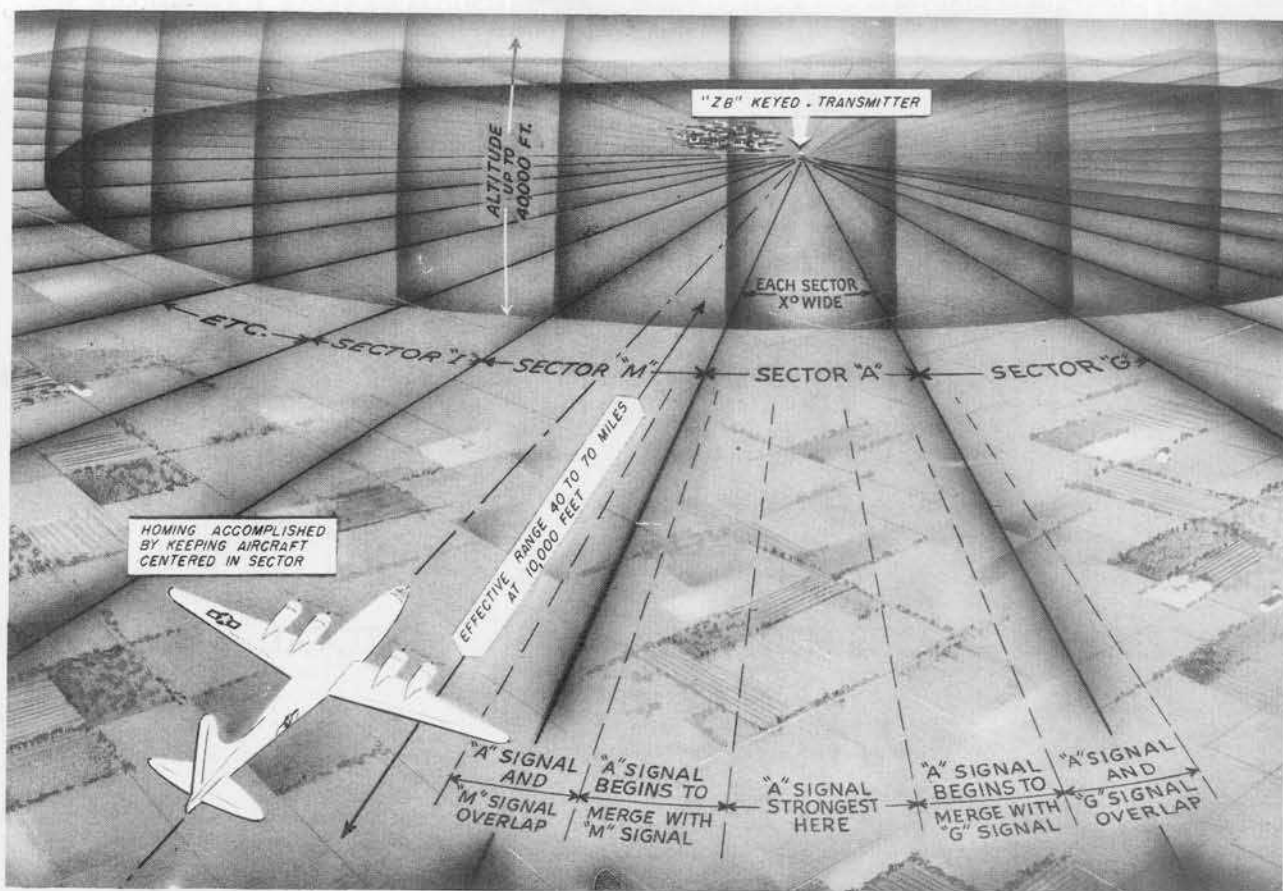 "ZB" KEYED TRANSMITTER
ALTITUDE
UP TO
40,000 FT.
EACH SECTOR
X° WIDE
ETC.
SECTOR "I"
SECTOR "M"
SECTOR "A"
SECTOR "G"
EFFECTIVE RANGE 40 TO 70 MILES
AT 10,000 FEET
HOMING ACCOMPLISHED
BY KEEPING AIRCRAFT
CENTERED IN SECTOR
"A" SIGNAL
AND
"M" SIGNAL
OVERLAP
"A" SIGNAL
BEGINS TO
MERGE WITH
"M" SIGNAL
"A" SIGNAL
STRONGEST
HERE
"A" SIGNAL
BEGINS TO
MERGE WITH
"G" SIGNAL
"A" SIGNAL
AND
"G" SIGNAL
OVERLAP